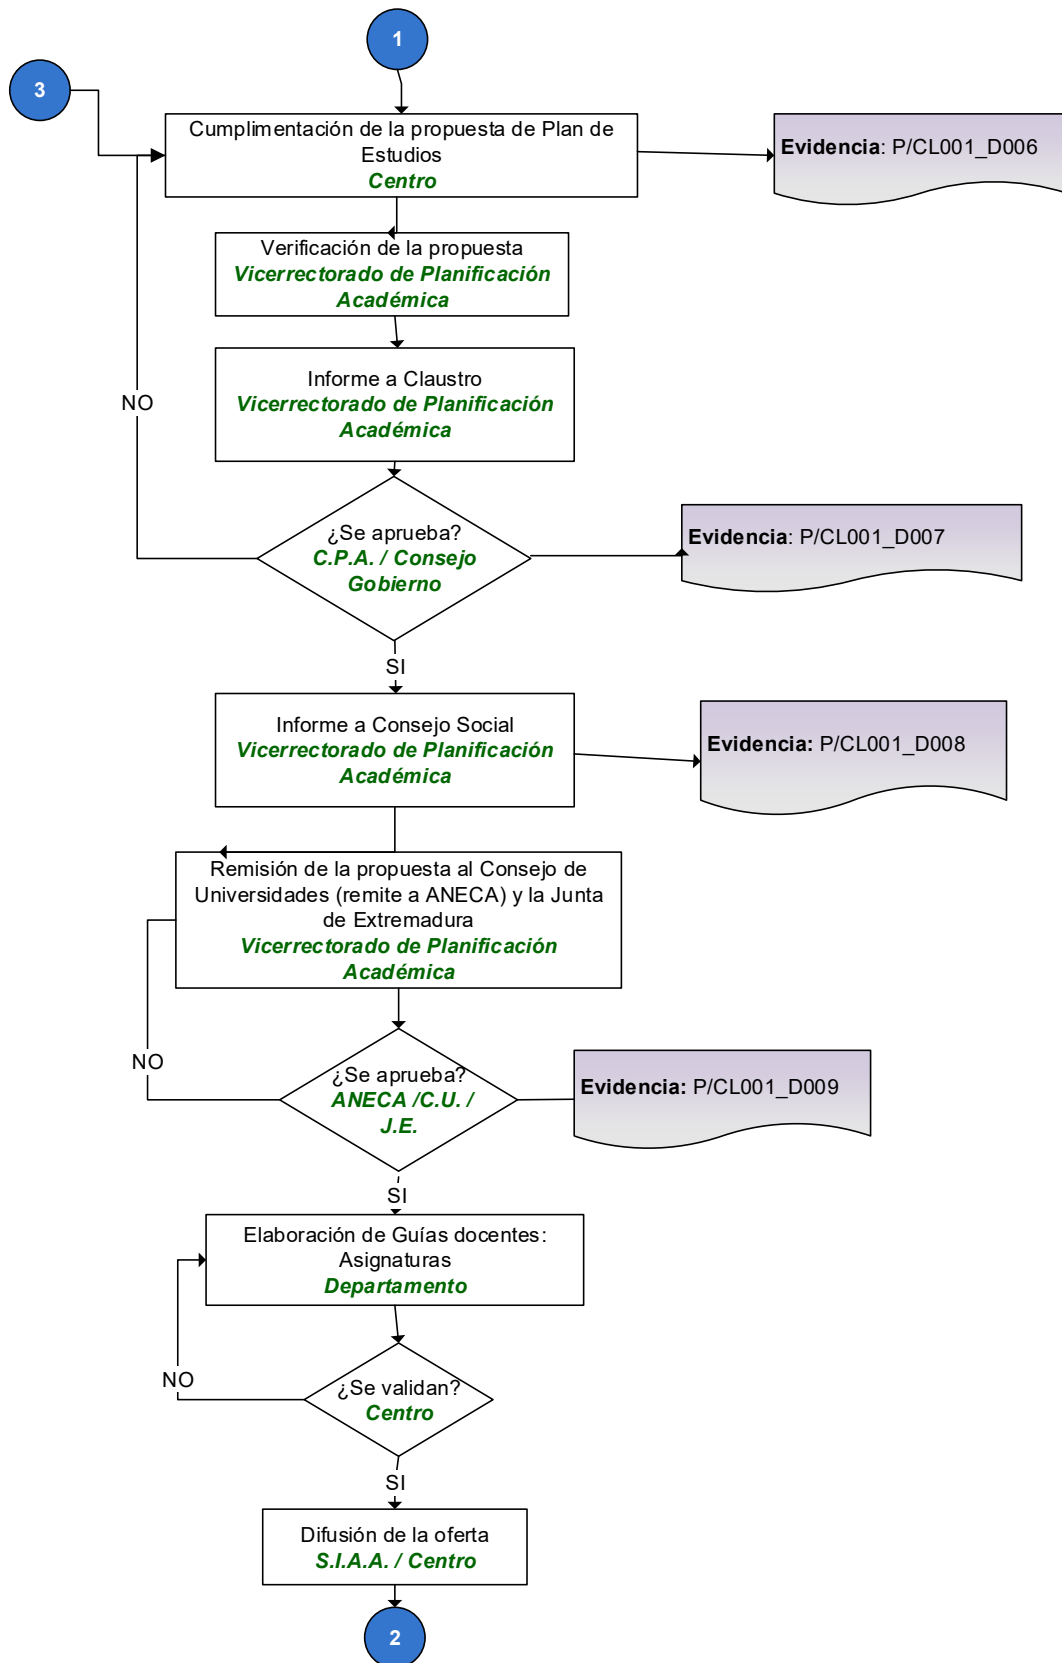 1
3
Cumplimentación de la propuesta de Plan de
Estudios
Centro
Evidencia: P/CL001_D006
Verificación de la propuesta
Vicerrectorado de Planificación
Académica
Informe a Claustro
Vicerrectorado de Planificación
Académica
NO
¿Se aprueba?
C.P.A. / Consejo
Gobierno
Evidencia: P/CL001_D007
SI
Informe a Consejo Social
Vicerrectorado de Planificación
Académica
Evidencia: P/CL001_D008
Remisión de la propuesta al Consejo de
Universidades (remite a ANECA) y la Junta
de Extremadura
Vicerrectorado de Planificación
Académica
NO
¿Se aprueba?
ANECA /C.U. /
J.E.
Evidencia: P/CL001_D009
SI
Elaboración de Guías docentes:
Asignaturas
Departamento
NO
¿Se validan?
Centro
SI
Difusión de la oferta
S.I.A.A. / Centro
2